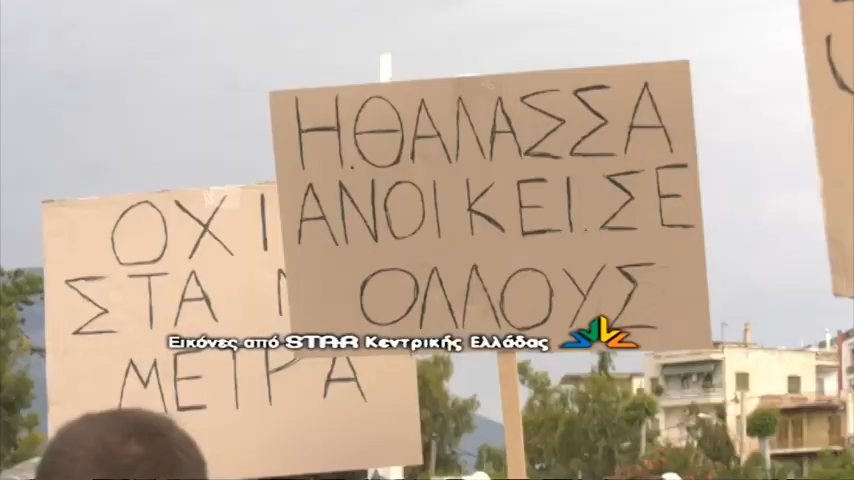 Η ΘΑΛΑΣΣΑ
ΑΝΟΙΚΕΙ ΣΕ
ΟΛΛΟΥΣ
ΟΧΙ
ΣΤΑ
ΜΕΤΡΑ
Εικόνες από STAR Κεντρικής Ελλάδας